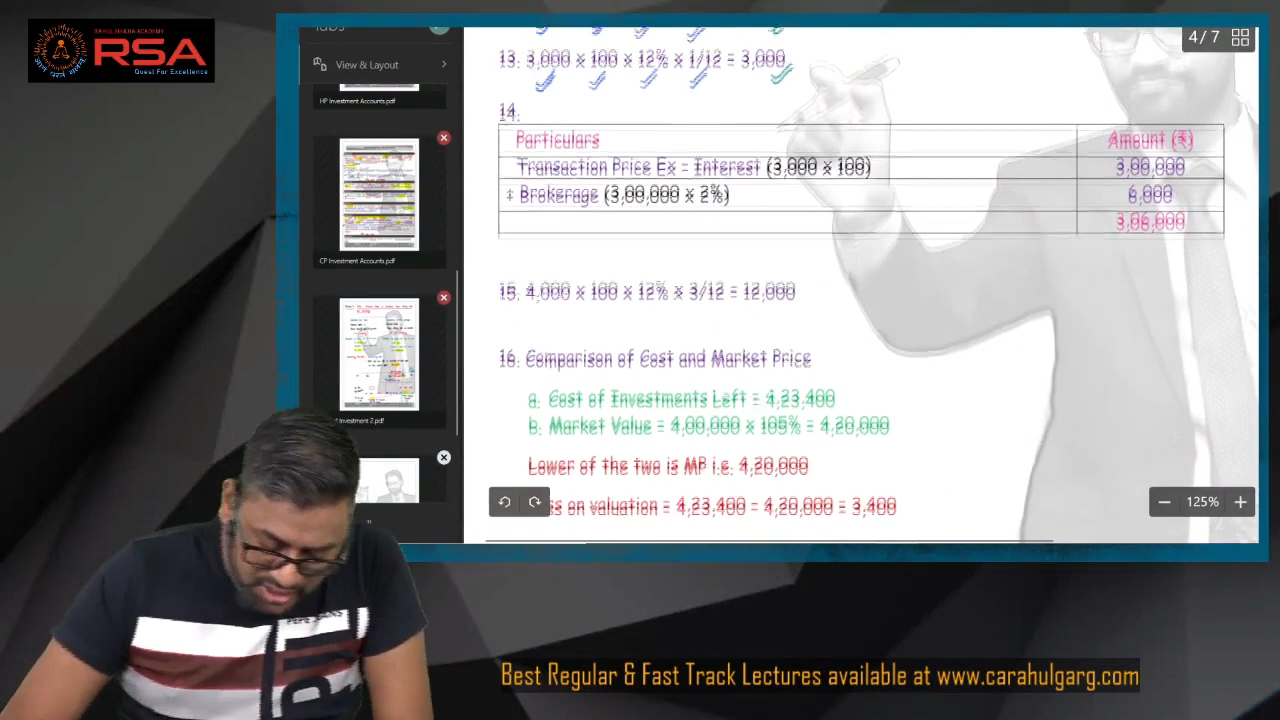 RAHUL SINGLA ACADEMY
RSA
Quest For Excellence
Tabs
View & Layout
HP Investment Accounts.pdf
CP Investment Accounts.pdf
Investment 2.pdf
4/7
13. 3,000 x 100 x 12% x 1/12 = 3,000
14.
Particulars Amount (₹)
Transaction Price Ex - Interest (3,000 x 100) 3,00,000
+ Brokerage (3,00,000 x 2%) 6,000
3,06,000
15. 4,000 x 100 x 12% x 3/12 = 12,000
16. Comparison of Cost and Market Price
a. Cost of Investments Left = 4,23,400
b. Market Value = 4,00,000 x 105% = 4,20,000
Lower of the two is MP i.e. 4,20,000
ss on valuation = 4,23,400 - 4,20,000 = 3,400
125%
Best Regular & Fast Track Lectures available at www.carahulgarg.com